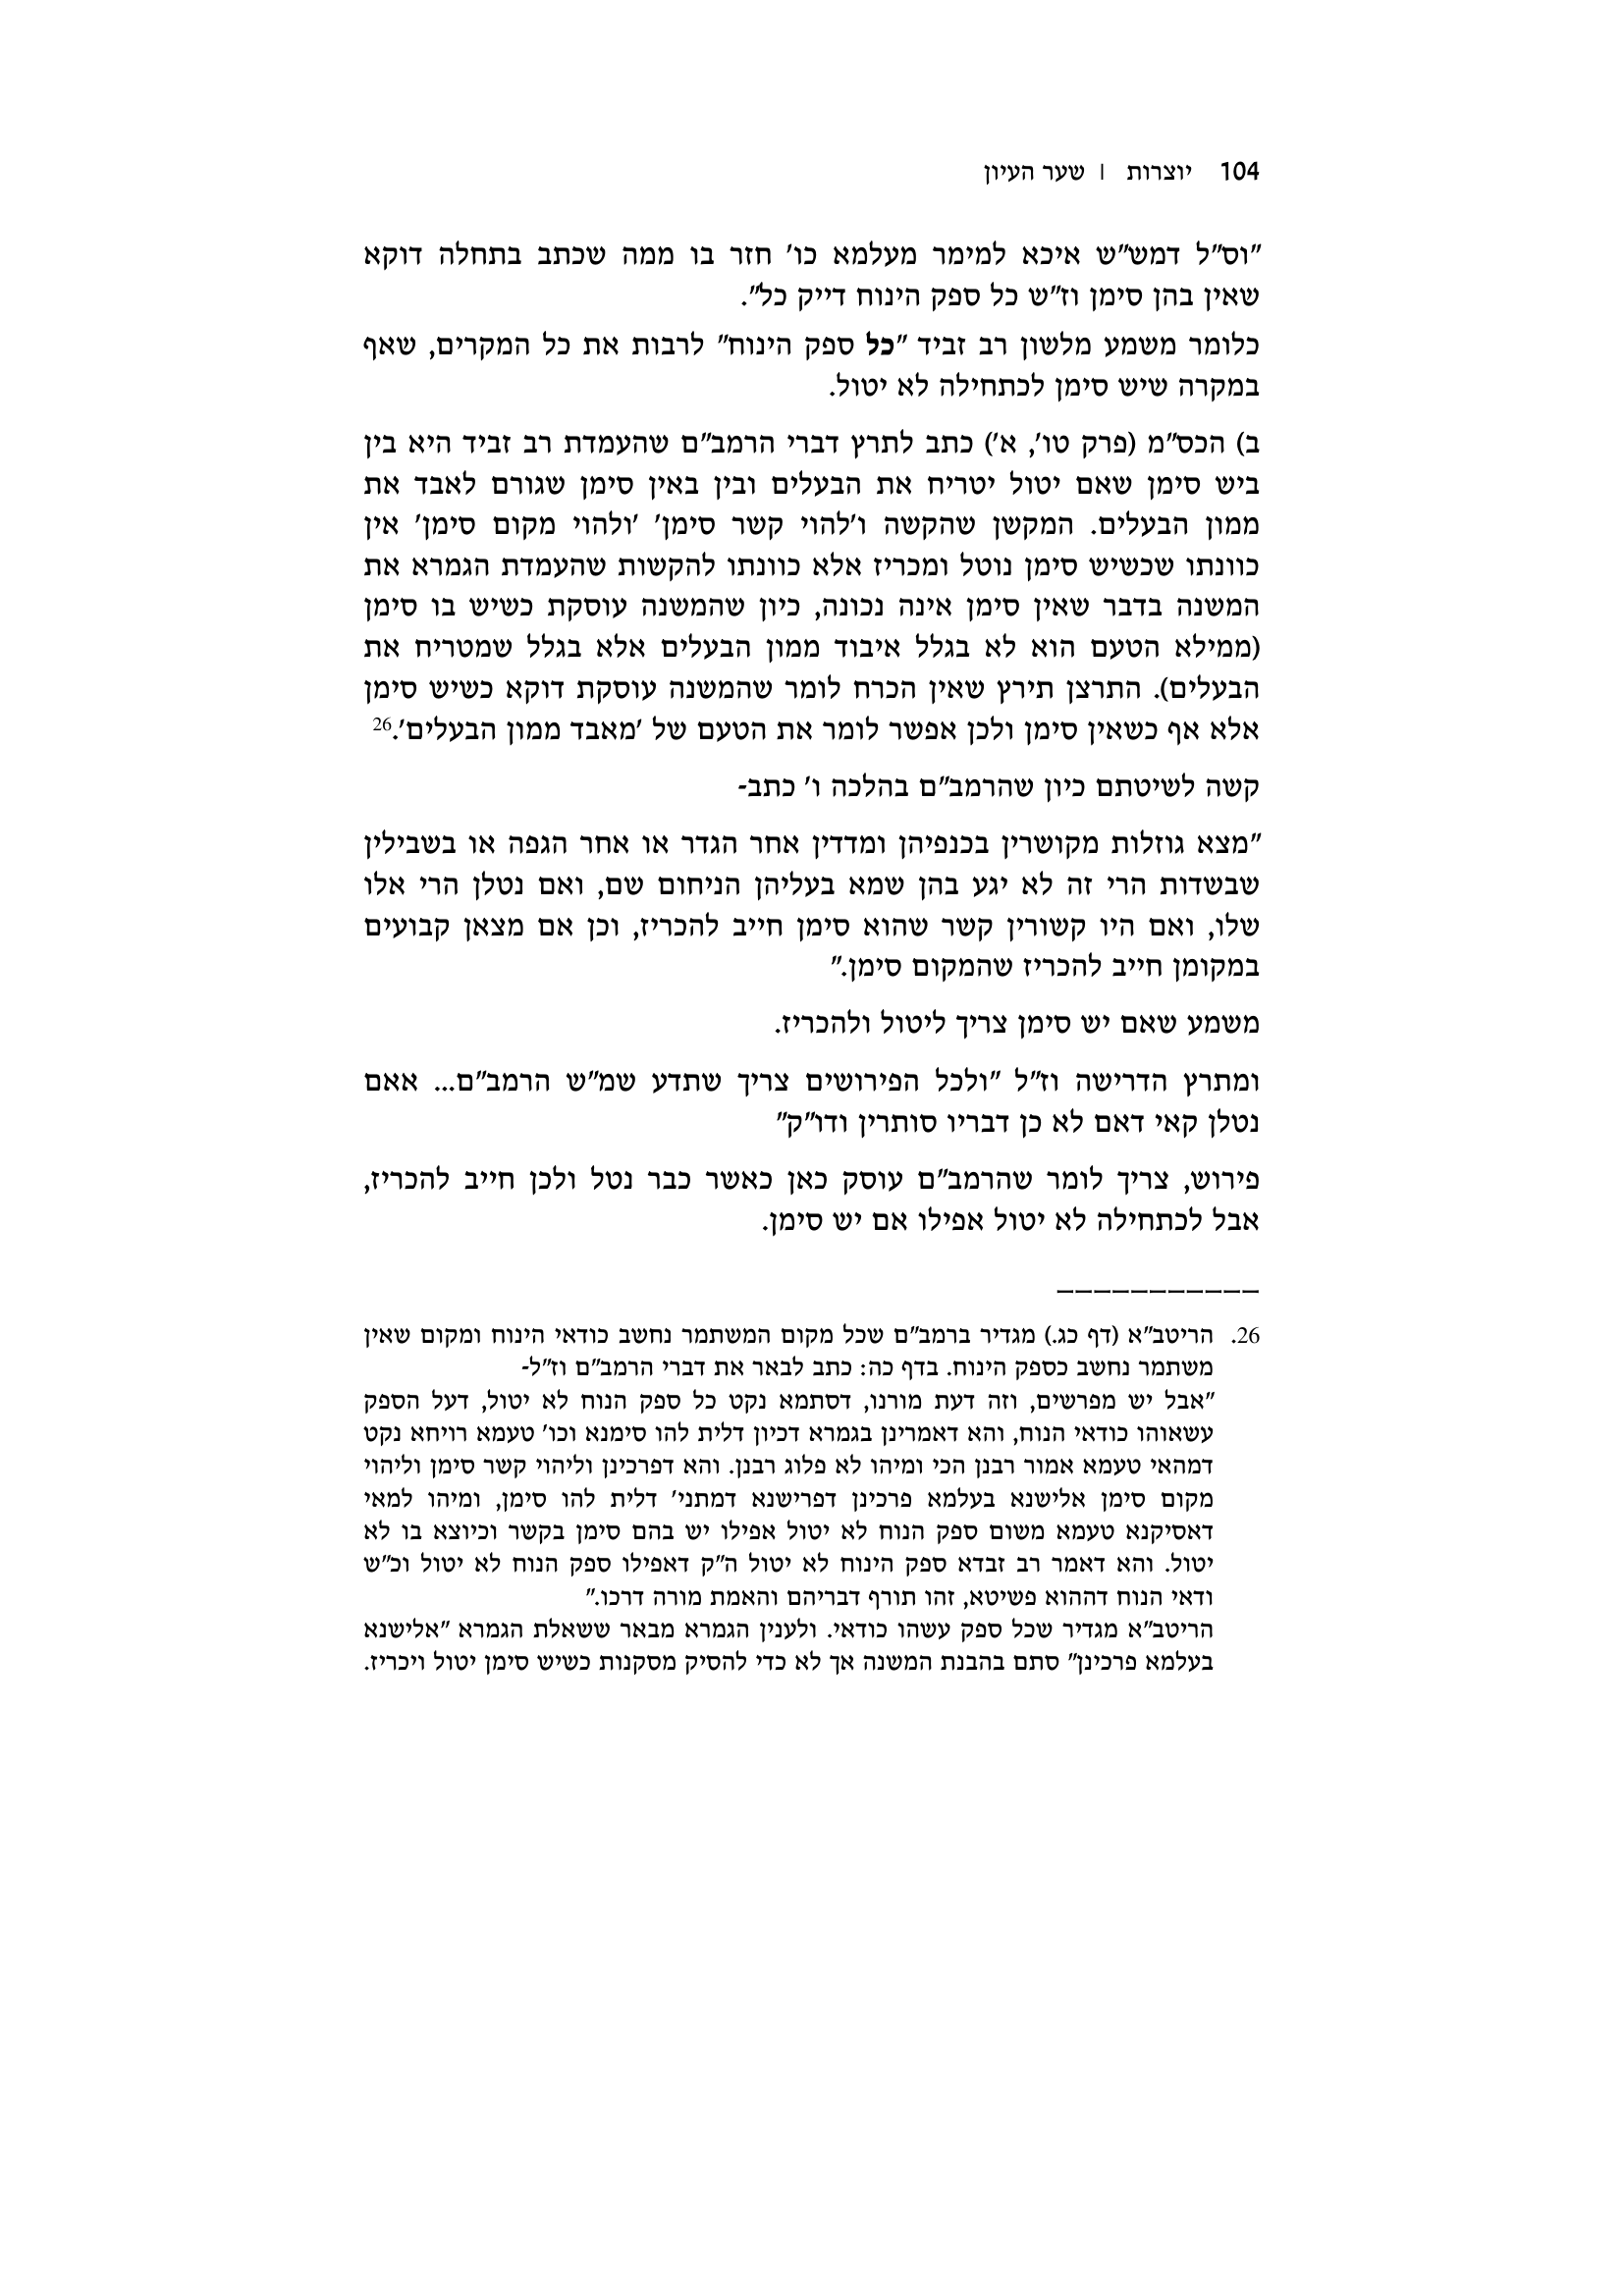 104 יוצרות | שער העיון
"וס"ל דמש"ש איכא למימר מעלמא כו' חזר בו ממה שכתב בתחלה דוקא
שאין בהן סימן וז"ש כל ספק הינוח דייק כל".
כלומר משמע מלשון רב זביד "כל ספק הינוח" לרבות את כל המקרים, שאף
במקרה שיש סימן לכתחילה לא יטול.
ב) הכס"מ (פרק טו', א') כתב לתרץ דברי הרמב"ם שהעמדת רב זביד היא בין
ביש סימן שאם יטול יטריח את הבעלים ובין באין סימן שגורם לאבד את
ממון הבעלים. המקשן שהקשה ו'להוי קשר סימן' 'ולהוי מקום סימן' אין
כוונתו שכשיש סימן נוטל ומכריז אלא כוונתו להקשות שהעמדת הגמרא את
המשנה בדבר שאין סימן אינה נכונה, כיון שהמשנה עוסקת כשיש בו סימן
(ממילא הטעם הוא לא בגלל איבוד ממון הבעלים אלא בגלל שמטריח את
הבעלים). התרצן תירץ שאין הכרח לומר שהמשנה עוסקת דוקא כשיש סימן
אלא אף כשאין סימן ולכן אפשר לומר את הטעם של 'מאבד ממון הבעלים'.26
קשה לשיטתם כיון שהרמב"ם בהלכה ו' כתב-
"מצא גוזלות מקושרין בכנפיהן ומדדין אחר הגדר או אחר הגפה או בשבילין
שבשדות הרי זה לא יגע בהן שמא בעליהן הניחום שם, ואם נטלן הרי אלו
שלו, ואם היו קשורין קשר שהוא סימן חייב להכריז, וכן אם מצאן קבועים
במקומן חייב להכריז שהמקום סימן."
משמע שאם יש סימן צריך ליטול ולהכריז.
ומתרץ הדרישה וז"ל "ולכל הפירושים צריך שתדע שמ"ש הרמב"ם... אאם
נטלן קאי דאם לא כן דבריו סותרין ודו"ק"
פירוש, צריך לומר שהרמב"ם עוסק כאן כאשר כבר נטל ולכן חייב להכריז,
אבל לכתחילה לא יטול אפילו אם יש סימן.
26. הריטב"א (דף כג.) מגדיר ברמב"ם שכל מקום המשתמר נחשב כודאי הינוח ומקום שאין
משתמר נחשב כספק הינוח. בדף כה: כתב לבאר את דברי הרמב"ם וז"ל-
"אבל יש מפרשים, וזה דעת מורנו, דסתמא נקט כל ספק הנוח לא יטול, דעל הספק
עשאוהו כודאי הנוח, והא דאמרינן בגמרא דכיון דלית להו סימנא וכו' טעמא רויחא נקט
דמהאי טעמא אמור רבנן הכי ומיהו לא פלוג רבנן. והא דפרכינן וליהוי קשר סימן וליהוי
מקום סימן אלישנא בעלמא פרכינן דפרישנא דמתני' דלית להו סימן, ומיהו למאי
דאסיקנא טעמא משום ספק הנוח לא יטול אפילו יש בהם סימן בקשר וכיוצא בו לא
יטול. והא דאמר רב זבדא ספק הינוח לא יטול ה"ק דאפילו ספק הנוח לא יטול וכ"ש
ודאי הנוח דההוא פשיטא, זהו תורף דבריהם והאמת מורה דרכו."
הריטב"א מגדיר שכל ספק עשהו כודאי. ולענין הגמרא מבאר ששאלת הגמרא "אלישנא
בעלמא פרכינן" סתם בהבנת המשנה אך לא כדי להסיק מסקנות כשיש סימן יטול ויכריז.